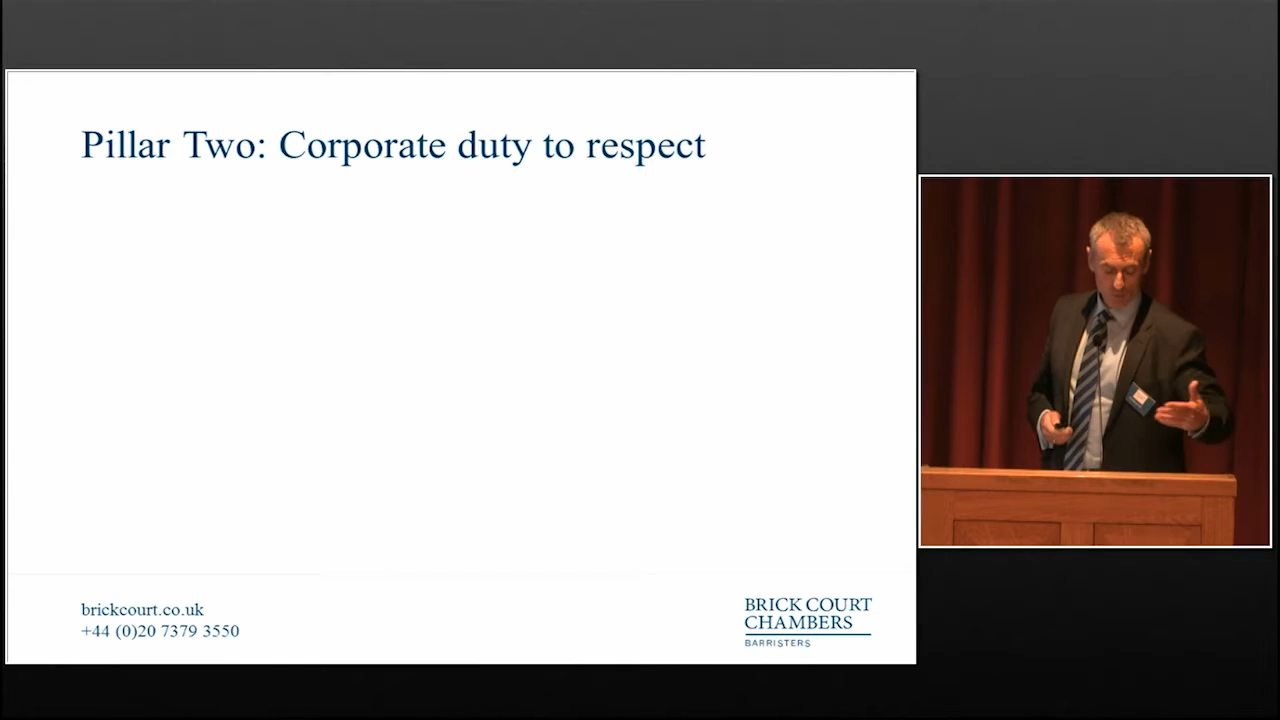 Pillar Two: Corporate duty to respect
brickcourt.co.uk
+44 (0)20 7379 3550
BRICK COURT
CHAMBERS
BARRISTERS